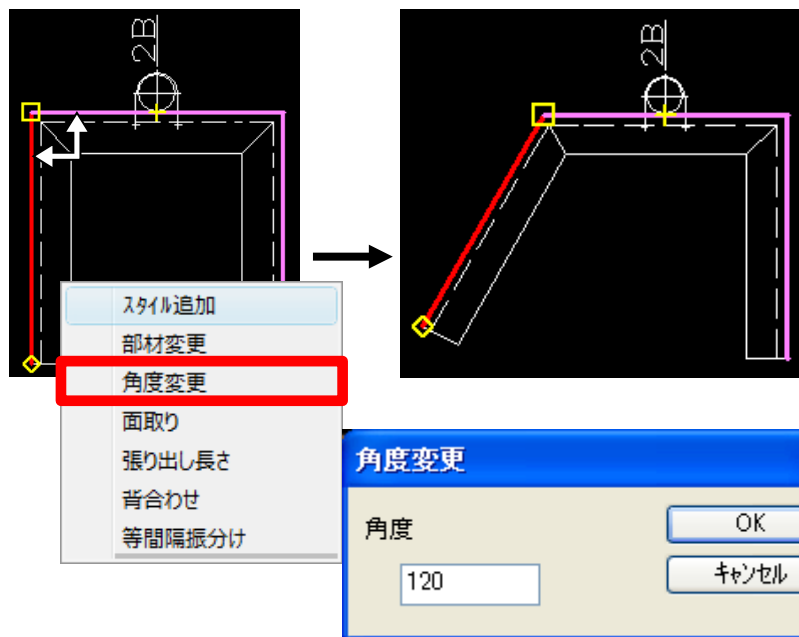 2B
2B
ｽﾀｲﾙ追加
部材変更
角度変更
面取り
張り出し長さ
背合わせ
等間隔振分け
角度変更
角度
OK
120
ｷｬﾝｾﾙ